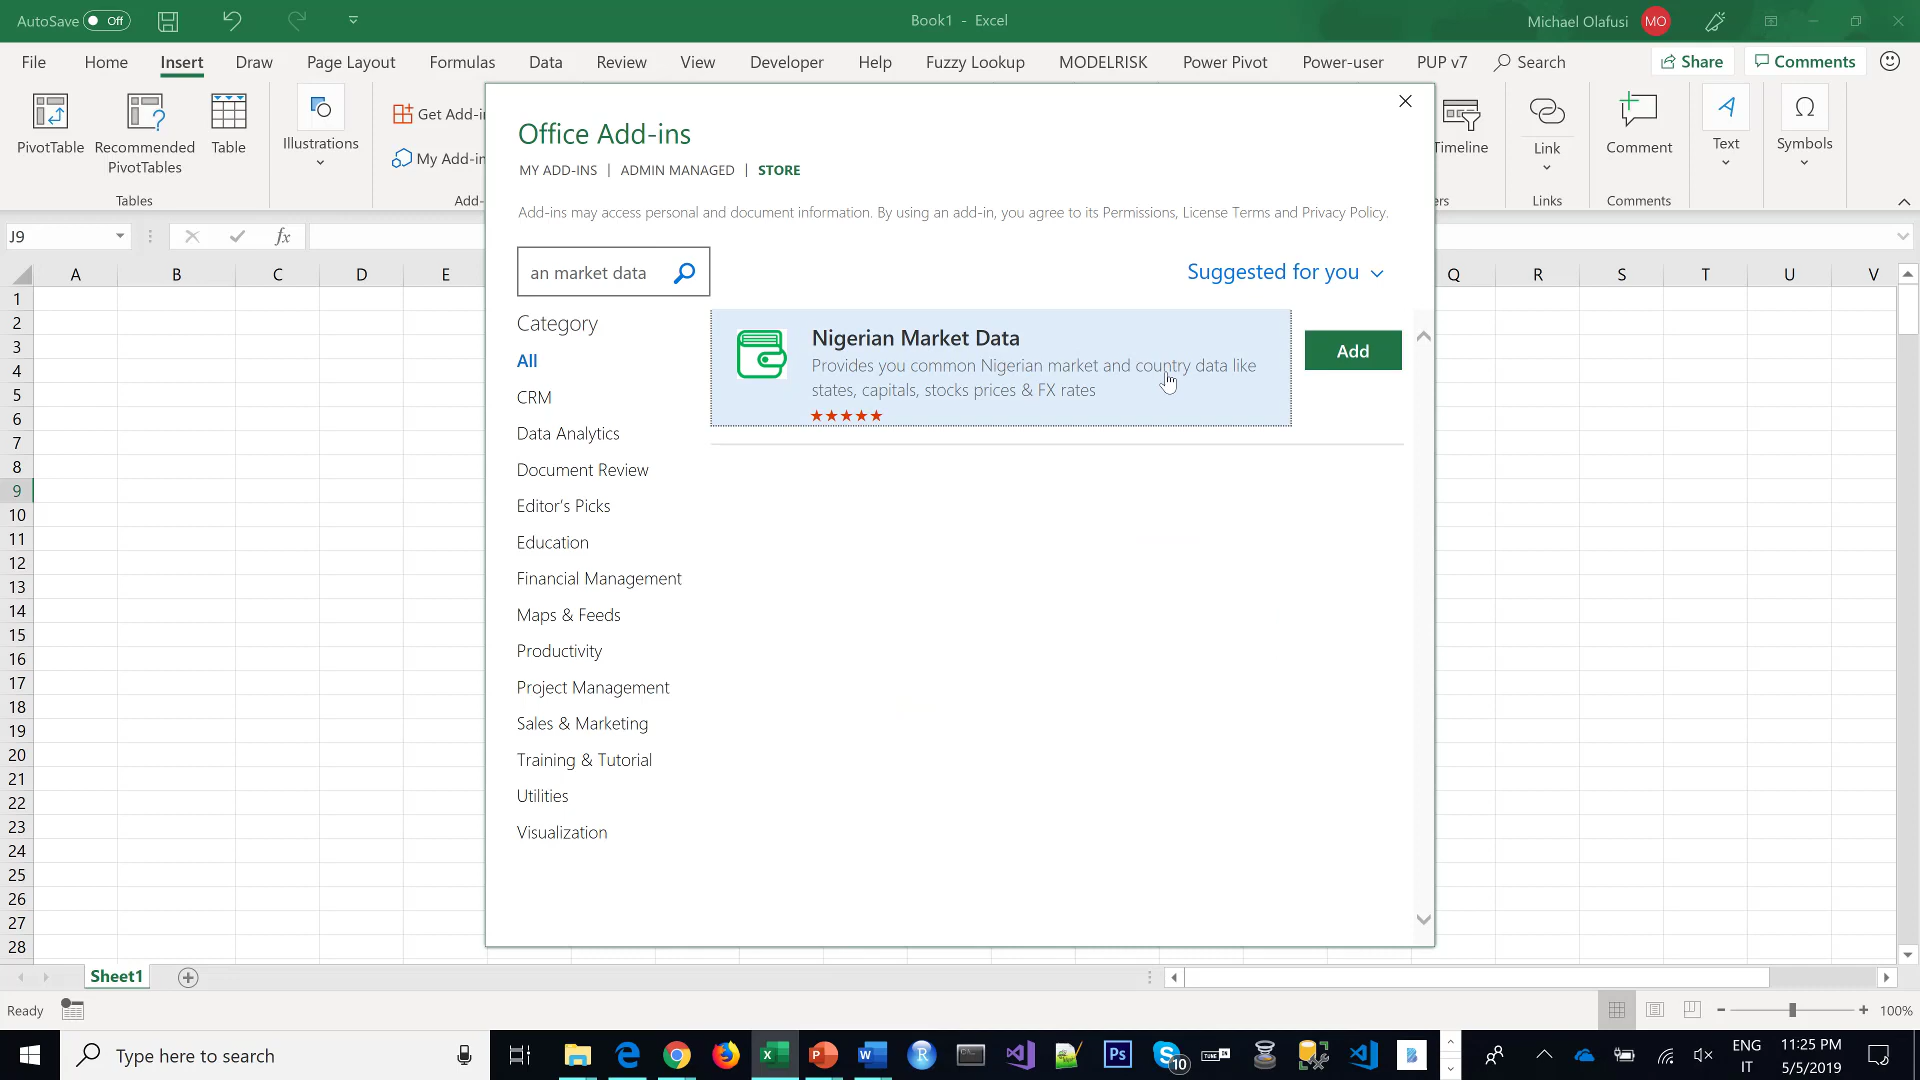 AutoSave Off
Book1 - Excel
Michael Olafusi MO
File Home Insert Draw Page Layout Formulas Data Review View Developer Help Fuzzy Lookup MODELRISK Power Pivot Power-user PUP v7 Search Share Comments
PivotTable
Recommended
PivotTables
Table
Tables
Illustrations
Get Add-in
My Add-in
Add-
Timeline
ers
Link
Links
Comment
Comments
Text
Symbols
J9
fx
Office Add-ins
MY ADD-INS | ADMIN MANAGED | STORE
Add-ins may access personal and document information. By using an add-in, you agree to its Permissions, License Terms and Privacy Policy.
an market data
Suggested for you
Category
All
CRM
Data Analytics
Document Review
Editor's Picks
Education
Financial Management
Maps & Feeds
Productivity
Project Management
Sales & Marketing
Training & Tutorial
Utilities
Visualization
Nigerian Market Data
Provides you common Nigerian market and country data like
states, capitals, stocks prices & FX rates
Add
A B C D E Q R S T U V
1
2
3
4
5
6
7
8
9
10
11
12
13
14
15
16
17
18
19
20
21
22
23
24
25
26
27
28
Sheet1
Ready
100%
Type here to search
10
ENG
IT
11:25 PM
5/5/2019